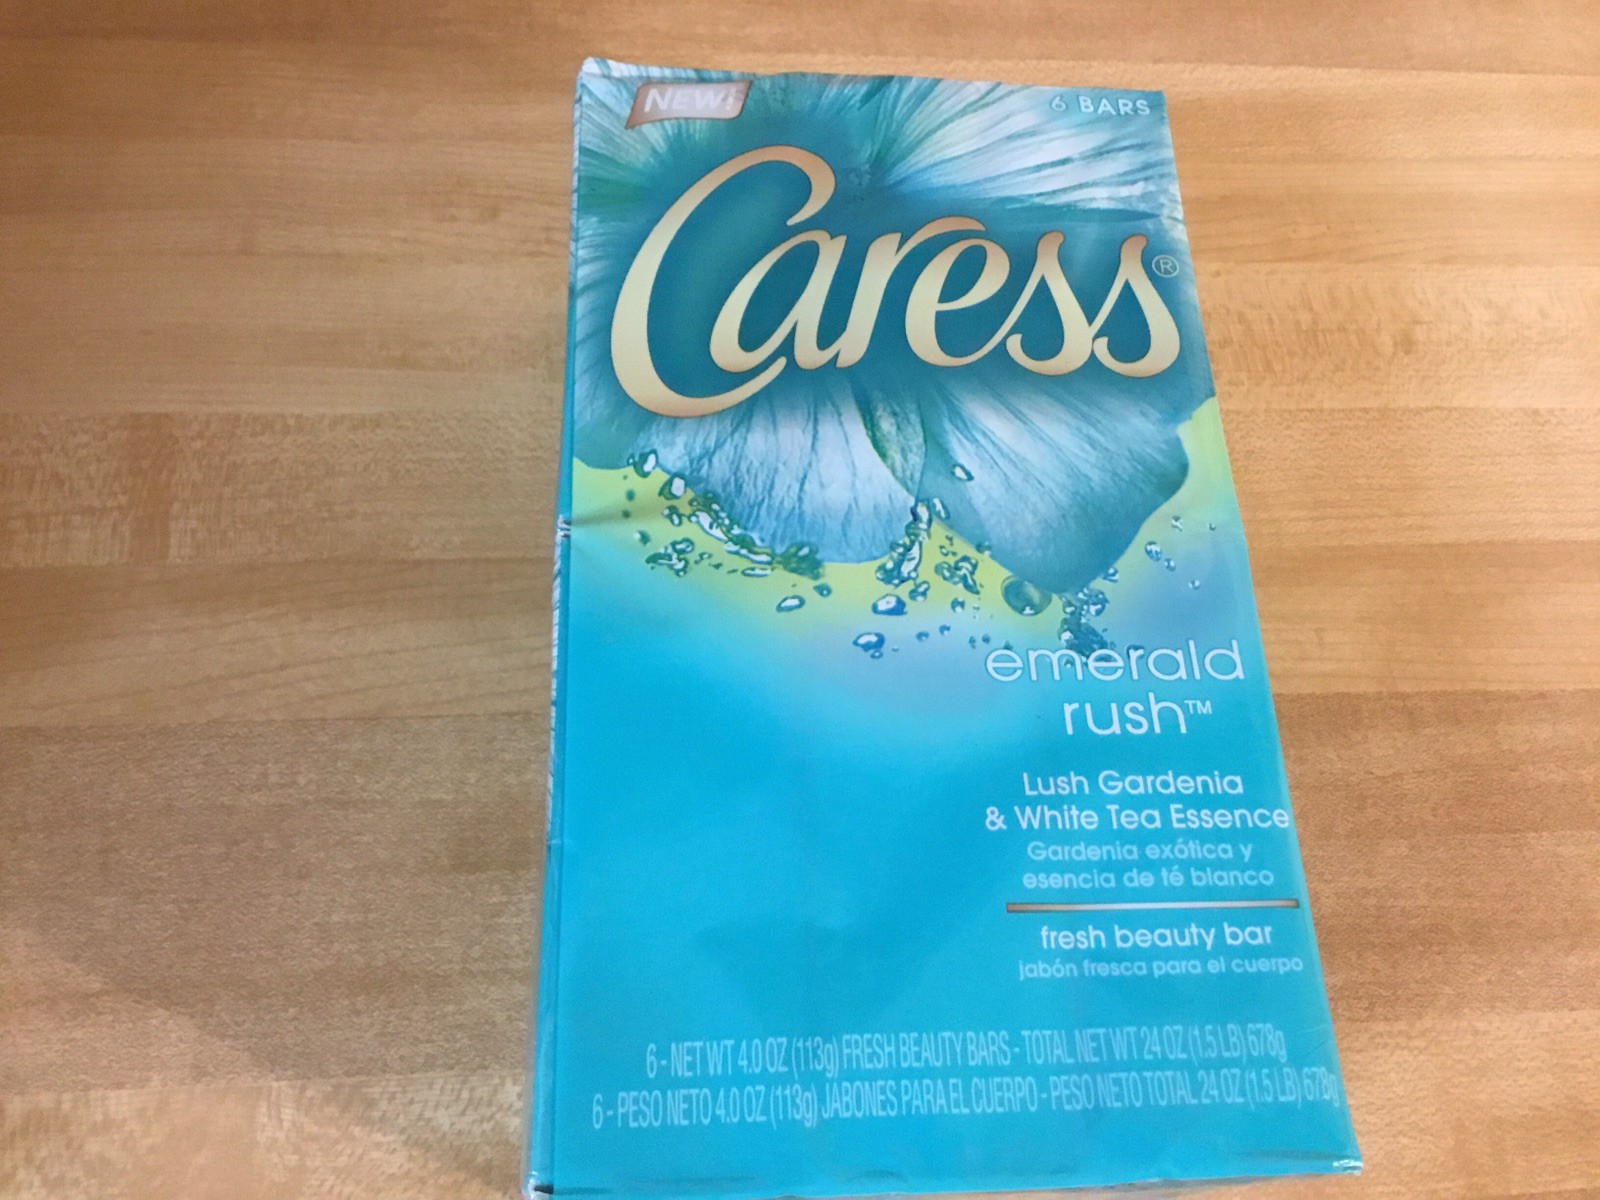 NEW!
6 BARS
Caress®
emerald
rush™
Lush Gardenia
& White Tea Essence
Gardenia exótica y
esencia de té blanco
fresh beauty bar
jabón fresca para el cuerpo
6 - NET WT 4.0 OZ (113g) FRESH BEAUTY BARS - TOTAL NET WT 24 OZ (1.5 LB) 678g
6 - PESO NETO 4.0 OZ (113g) JABONES PARA EL CUERPO - PESO NETO TOTAL 24 OZ (1.5 LB) 678g